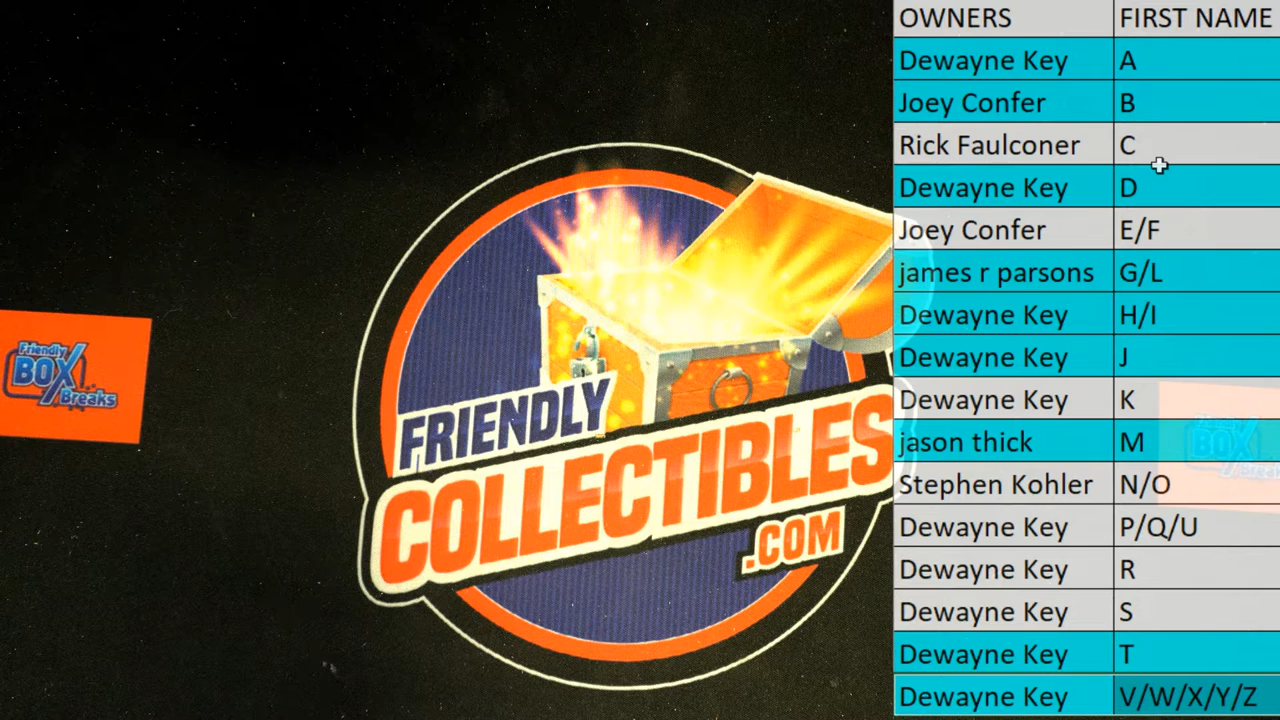 OWNERS FIRST NAME
Dewayne Key A
Joey Confer B
Rick Faulconer C
Dewayne Key D
Joey Confer E/F
james r parsons G/L
Dewayne Key H/I
Dewayne Key J
Dewayne Key K
jason thick M
Stephen Kohler N/O
Dewayne Key P/Q/U
Dewayne Key R
Dewayne Key S
Dewayne Key T
Dewayne Key V/W/X/Y/Z
Friendly
BOX
Breaks
FRIENDLY
COLLECTIBLES
.COM
BOX